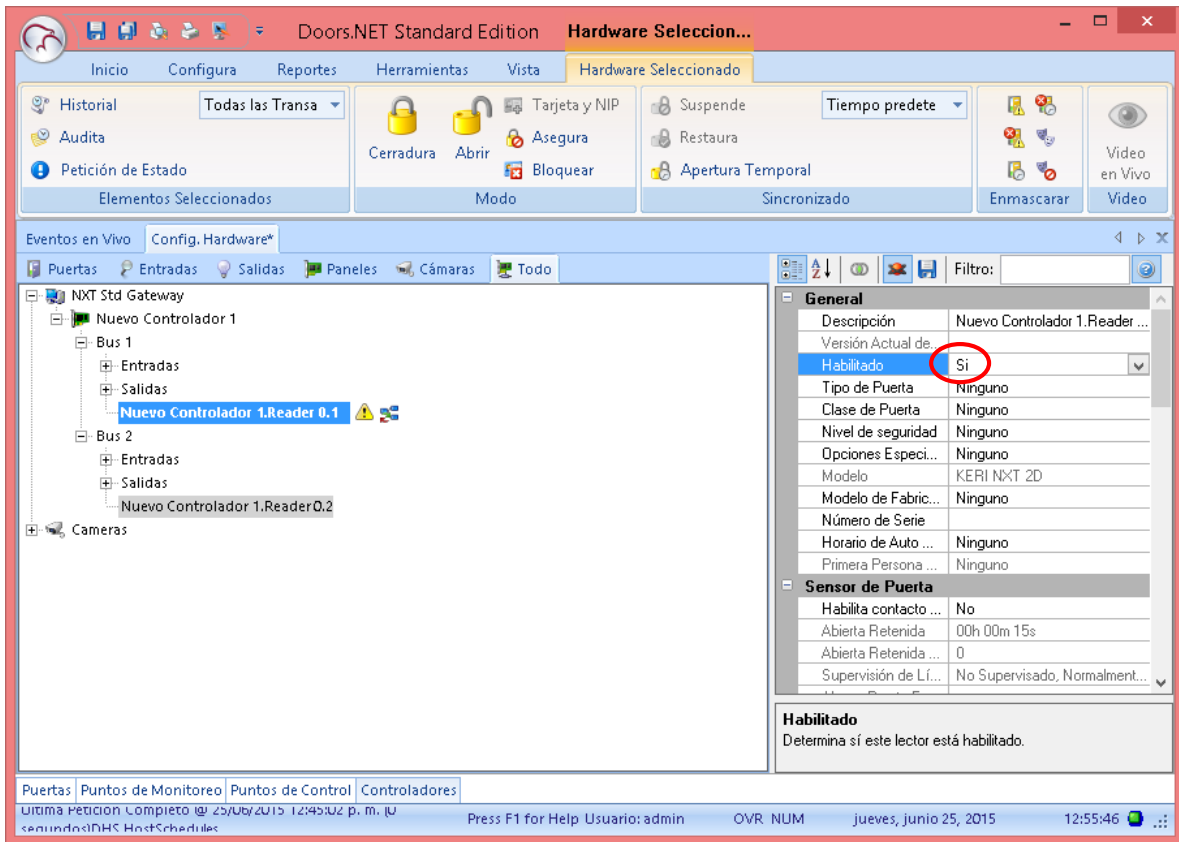 Doors.NET Standard Edition Hardware Seleccion...
Inicio Configura Reportes Herramientas Vista Hardware Seleccionado
Historial
Todas las Transa
Audita
Petición de Estado
Elementos Seleccionados
Cerradura
Abrir
Tarjeta y NIP
Asegura
Bloquear
Modo
Suspende
Tiempo predete
Restaura
Apertura Temporal
Sincronizado
Enmascarar
Video en Vivo
Video
Eventos en Vivo Config. Hardware*
Puertas Entradas Salidas Paneles Cámaras Todo
NXT Std Gateway
Nuevo Controlador 1
Bus 1
Entradas
Salidas
Nuevo Controlador 1.Reader 0.1
Bus 2
Entradas
Salidas
Nuevo Controlador 1.Reader 0.2
Cameras
Filtro:
General
Descripción Nuevo Controlador 1.Reader ...
Versión Actual de...
Habilitado Si
Tipo de Puerta Ninguno
Clase de Puerta Ninguno
Nivel de seguridad Ninguno
Opciones Especi... Ninguno
Modelo KERI NXT 2D
Modelo de Fabric... Ninguno
Número de Serie
Horario de Auto ... Ninguno
Primera Persona ... Ninguno
Sensor de Puerta
Habilita contacto ... No
Abierta Retenida 00h 00m 15s
Abierta Retenida ... 0
Supervisión de Lí... No Supervisado, Normalment...
Habilitado
Determina sí este lector está habilitado.
Puertas Puntos de Monitoreo Puntos de Control Controladores
Ultima Petición Completo @ 25/06/2015 12:45:02 p. m. (0
segundos)DHS HostSchedules
Press F1 for Help Usuario: admin OVR NUM jueves, junio 25, 2015 12:55:46